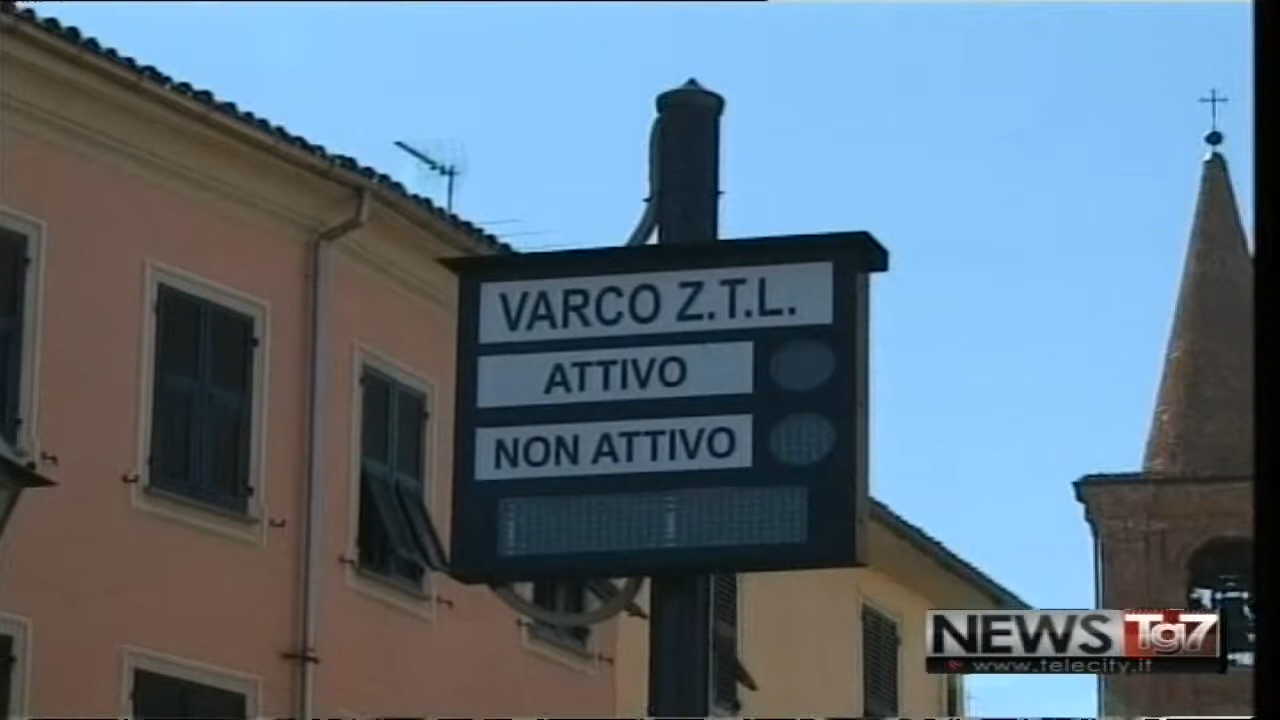 VARCO Z.T.L.
ATTIVO
NON ATTIVO
NEWS Tg7
www.telecity.it